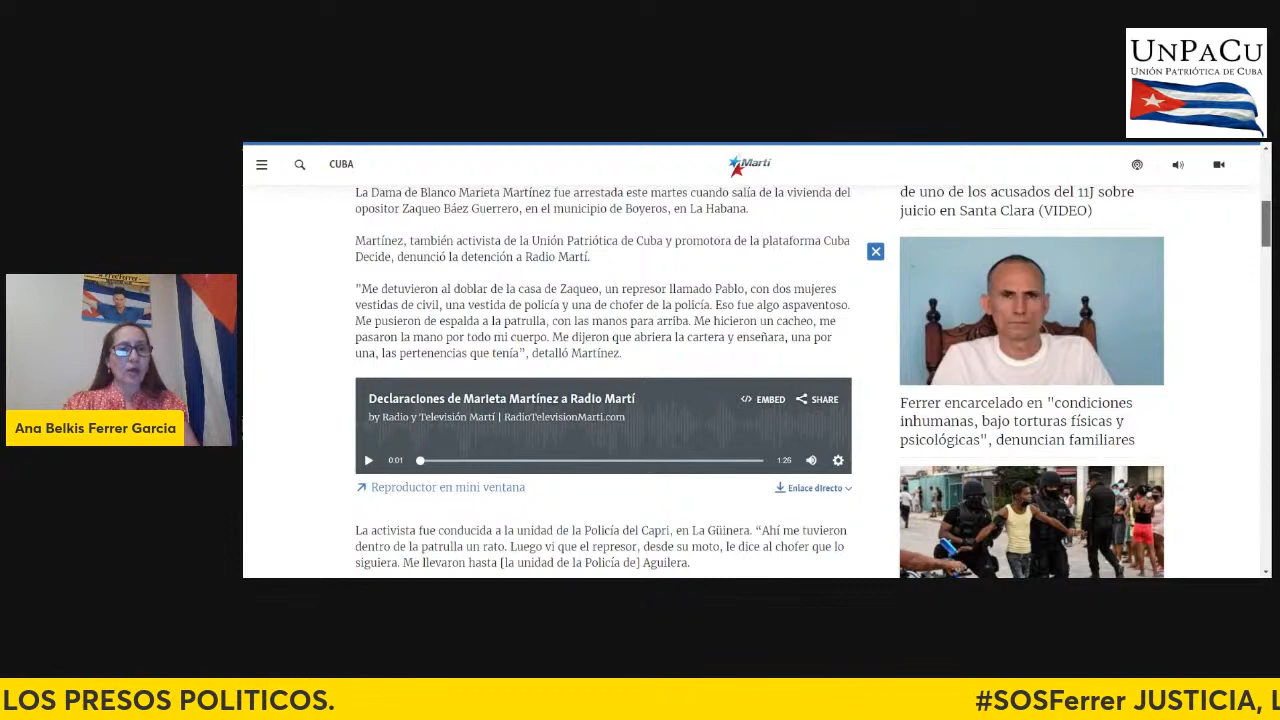 UNPACU
UNIÓN PATRIÓTICA DE CUBA
CUBA
Martí
La Dama de Blanco Marieta Martínez fue arrestada este martes cuando salía de la vivienda del
opositor Zaqueo Báez Guerrero, en el municipio de Boyeros, en La Habana.
Martínez, también activista de la Unión Patriótica de Cuba y promotora de la plataforma Cuba
Decide, denunció la detención a Radio Martí.
"Me detuvieron al doblar de la casa de Zaqueo, un represor llamado Pablo, con dos mujeres
vestidas de civil, una vestida de policía y una de chofer de la policía. Eso fue algo aspaventoso.
Me pusieron de espalda a la patrulla, con las manos para arriba. Me hicieron un cacheo, me
pasaron la mano por todo mi cuerpo. Me dijeron que abriera la cartera y enseñara, una por
una, las pertenencias que tenía”, detalló Martínez.
Declaraciones de Marieta Martínez a Radio Martí
by Radio y Televisión Martí | RadioTelevisionMarti.com
EMBED
SHARE
0:01
1:26
Reproductor en mini ventana
Enlace directo
La activista fue conducida a la unidad de la Policía del Capri, en La Güinera. “Ahí me tuvieron
dentro de la patrulla un rato. Luego vi que el represor, desde su moto, le dice al chofer que lo
siguiera. Me llevaron hasta [la unidad de la Policía de] Aguilera.
de uno de los acusados del 11J sobre
juicio en Santa Clara (VIDEO)
Ferrer encarcelado en "condiciones
inhumanas, bajo torturas físicas y
psicológicas", denuncian familiares
Ana Belkis Ferrer Garcia
LOS PRESOS POLITICOS.
#SOSFerrer JUSTICIA, L